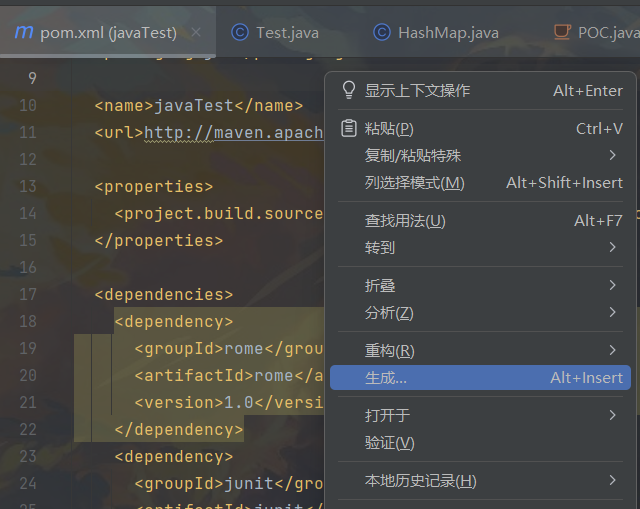 pom.xml (javaTest)
Test.java
HashMap.java
POC.java
9
10 <name>javaTest</name>
11 <url>http://maven.apach
12
13 <properties>
14 <project.build.source
15 </properties>
16
17 <dependencies>
18 <dependency>
19 <groupId>rome</grou
20 <artifactId>rome</a
21 <version>1.0</versi
22 </dependency>
23 <dependency>
24 <groupId>junit</grou
25 <artifactId>junit</
显示上下文操作 Alt+Enter
粘贴(P) Ctrl+V
复制/粘贴特殊
列选择模式(M) Alt+Shift+Insert
查找用法(U) Alt+F7
转到
折叠
分析(Z)
重构(R)
生成... Alt+Insert
打开于
验证(V)
本地历史记录(H)